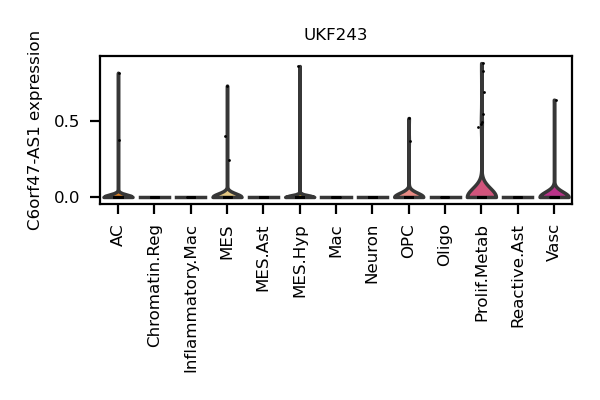 UKF243
C6orf47-AS1 expression
0.5
0.0
AC
Chromatin.Reg
Inflammatory.Mac
MES
MES.Ast
MES.Hyp
Mac
Neuron
OPC
Oligo
Prolif.Metab
Reactive.Ast
Vasc